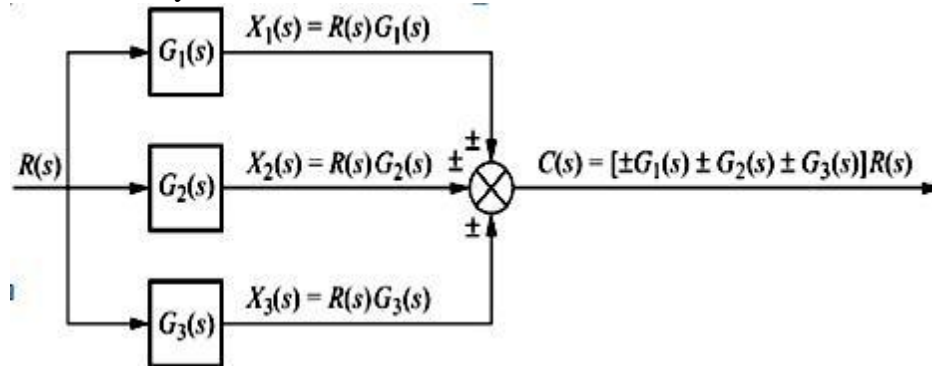 X₁(s) = R(s)G₁(s)
G₁(s)
±
R(s)
X₂(s) = R(s)G₂(s)
±
C(s) = [±G₁(s) ± G₂(s) ± G₃(s)]R(s)
G₂(s)
±
X₃(s) = R(s)G₃(s)
G₃(s)